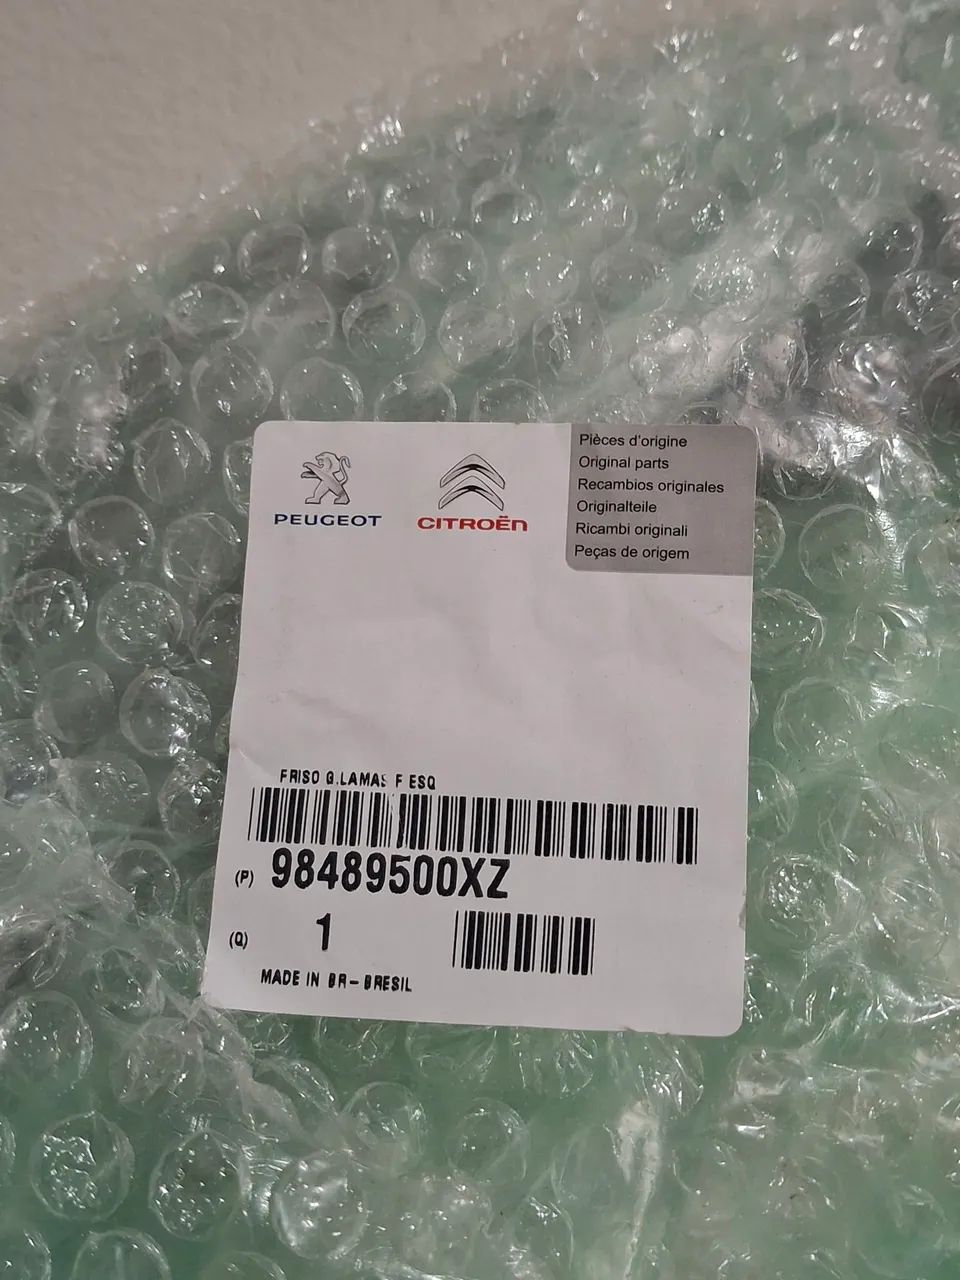 PEUGEOT
CITROËN
Pièces d'origine
Original parts
Recambios originales
Originalteile
Ricambi originali
Peças de origem
FRISO G.LAMAS F ESQ
(P) 98489500XZ
(Q) 1
MADE IN BR-BRESIL